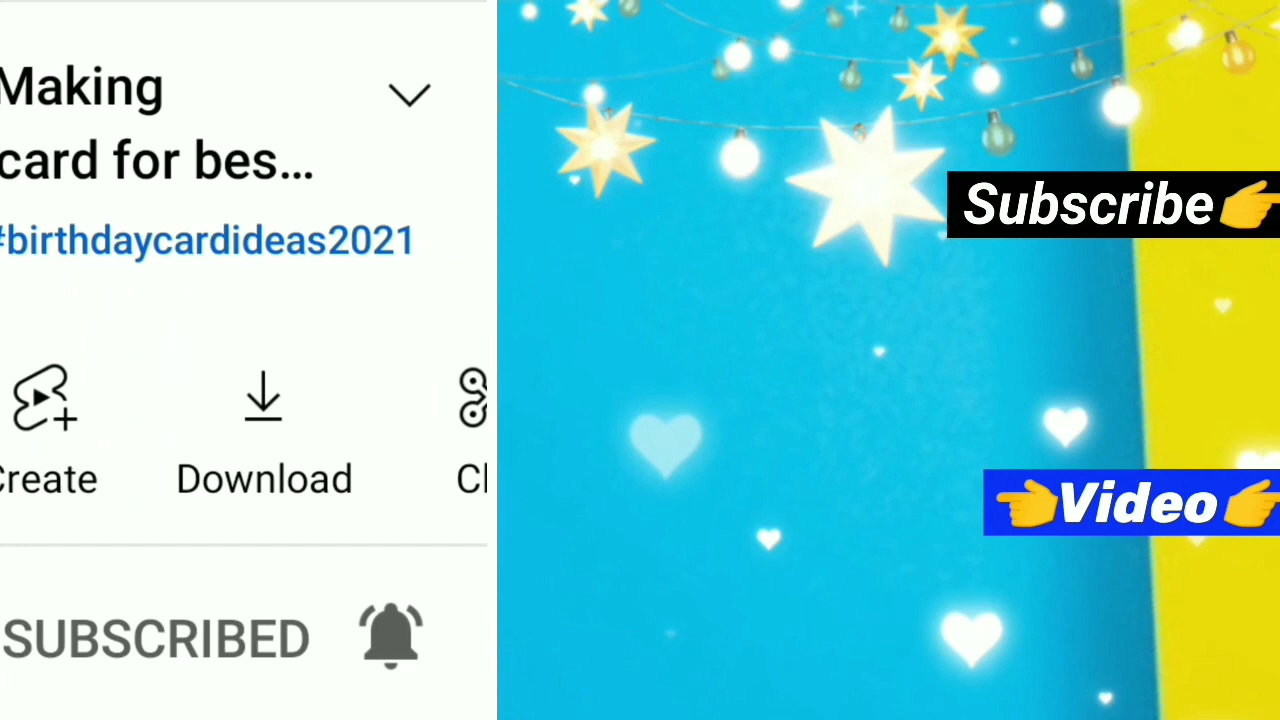 Making
card for bes...
#birthdaycardideas2021
Create
Download
SUBSCRIBED
Subscribe👉
👈Video👉